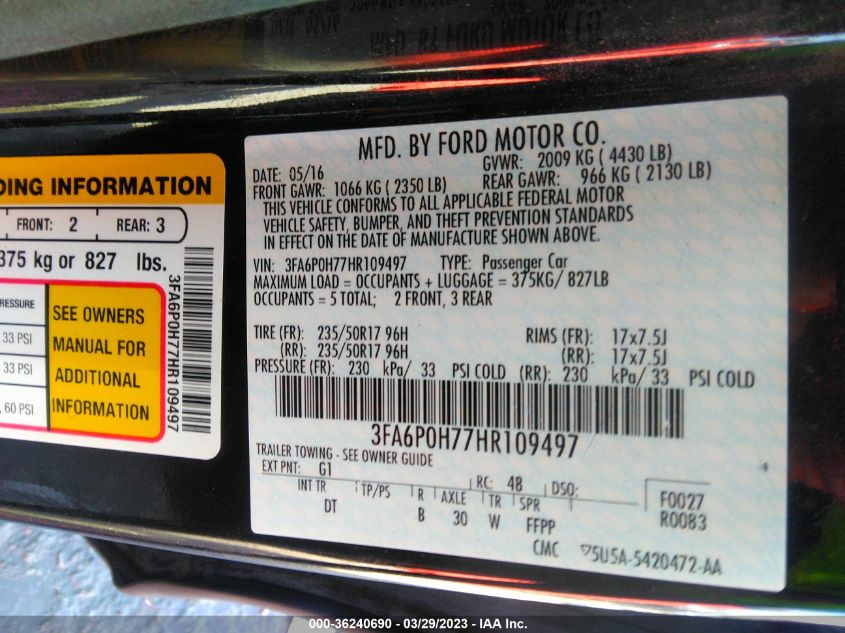 DING INFORMATION
FRONT: 2 REAR: 3
375 kg or 827 lbs.
RESSURE
33 PSI
33 PSI
, 60 PSI
SEE OWNERS
MANUAL FOR
ADDITIONAL
INFORMATION
3FA6P0H77HR109497
MFD. BY FORD MOTOR CO.
DATE: 05/16 GVWR: 2009 KG ( 4430 LB)
FRONT GAWR: 1066 KG ( 2350 LB) REAR GAWR: 966 KG ( 2130 LB)
THIS VEHICLE CONFORMS TO ALL APPLICABLE FEDERAL MOTOR
VEHICLE SAFETY, BUMPER, AND THEFT PREVENTION STANDARDS
IN EFFECT ON THE DATE OF MANUFACTURE SHOWN ABOVE.
VIN: 3FA6P0H77HR109497 TYPE: Passenger Car
MAXIMUM LOAD = OCCUPANTS + LUGGAGE = 375KG/ 827LB
OCCUPANTS = 5 TOTAL; 2 FRONT, 3 REAR
TIRE (FR): 235/50R17 96H RIMS (FR): 17x7.5J
(RR): 235/50R17 96H (RR): 17x7.5J
PRESSURE (FR): 230 kPa/ 33 PSI COLD (RR): 230 kPa/ 33 PSI COLD
3FA6P0H77HR109497
TRAILER TOWING - SEE OWNER GUIDE
EXT PNT: G1 RC: 48 DSO: F0027
INT TR TP/PS R AXLE TR SPR R0083
DT B 30 W FFPP
CMC 5U5A-5420472-AA
000-36240690 - 03/29/2023 - IAA Inc.